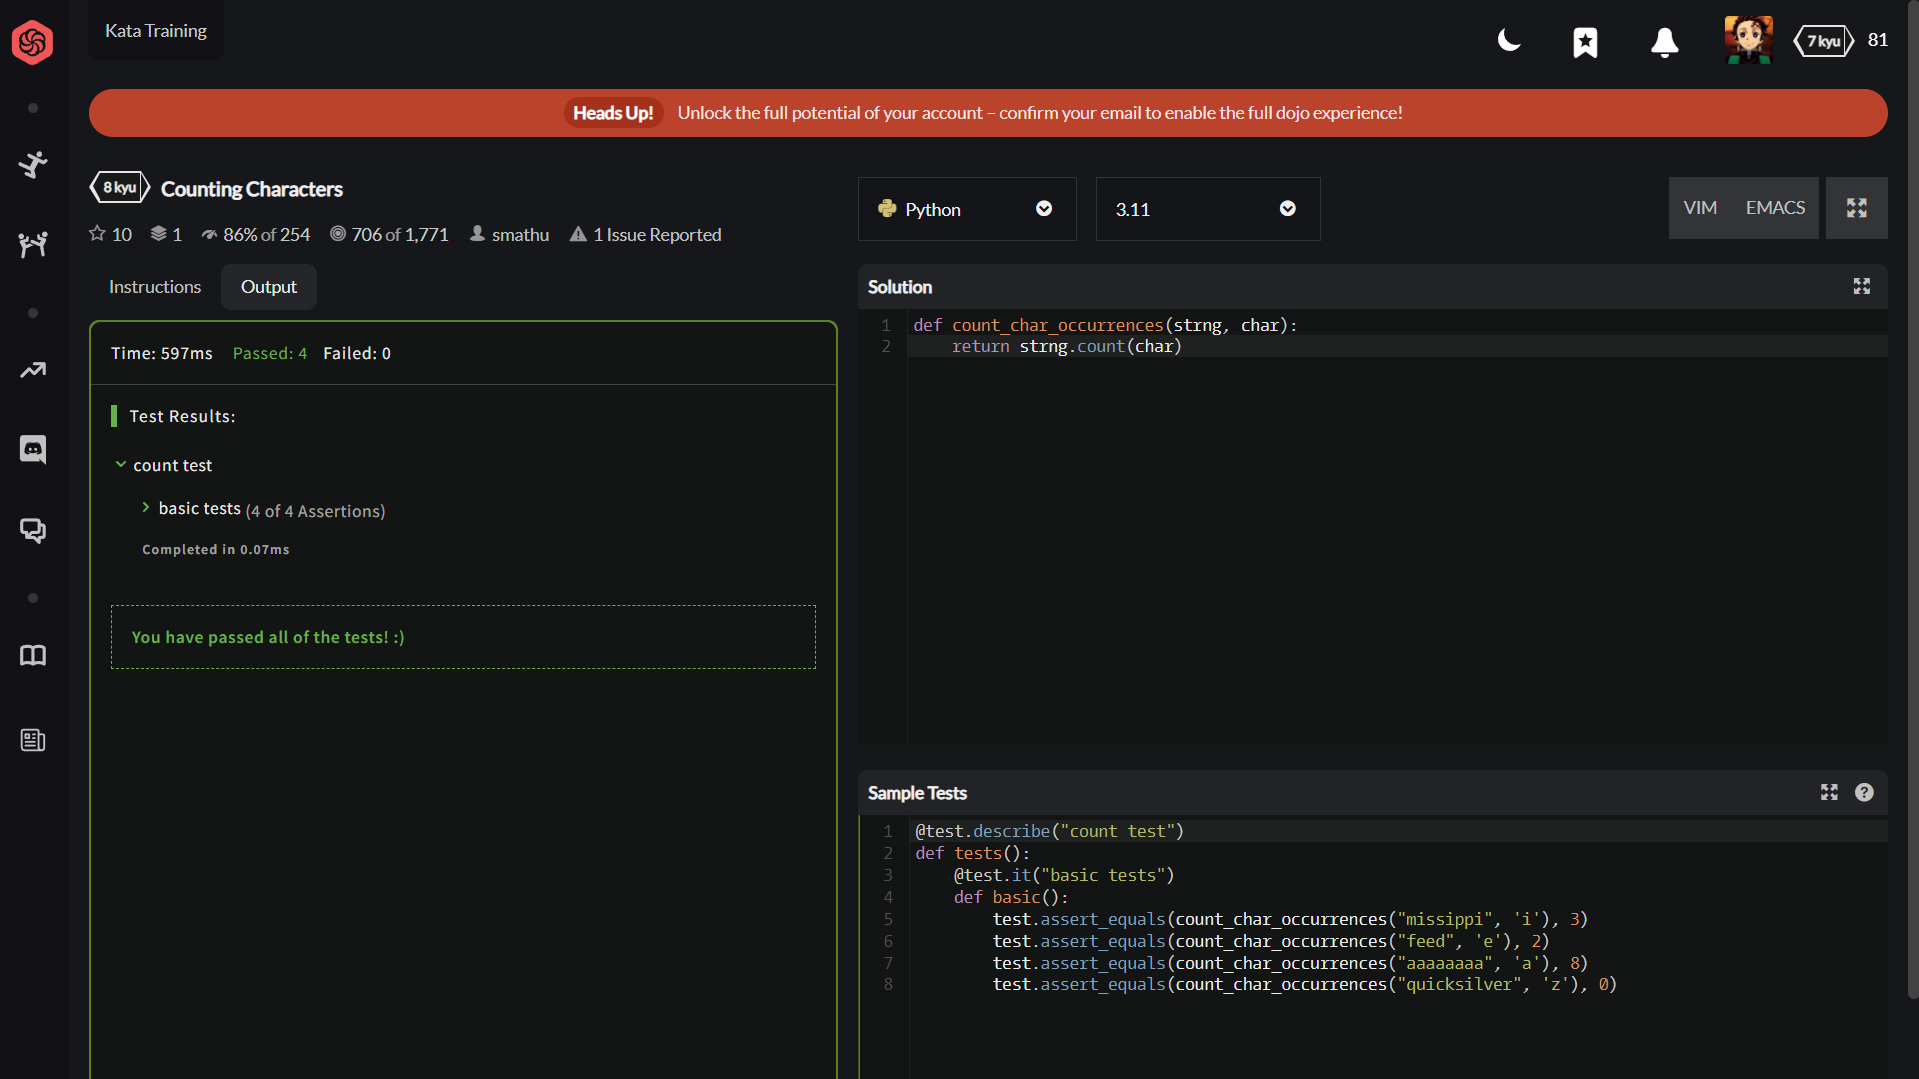 Kata Training
7 kyu 81
Heads Up! Unlock the full potential of your account – confirm your email to enable the full dojo experience!
8 kyu Counting Characters
10 1 86% of 254 706 of 1,771 smathu 1 Issue Reported
Instructions Output
Time: 597ms Passed: 4 Failed: 0
Test Results:
count test
basic tests (4 of 4 Assertions)
Completed in 0.07ms
You have passed all of the tests! :)
Python 3.11 VIM EMACS
Solution
1 def count_char_occurrences(strng, char):
2     return strng.count(char)
Sample Tests
1 @test.describe("count test")
2 def tests():
3     @test.it("basic tests")
4     def basic():
5         test.assert_equals(count_char_occurrences("missippi", 'i'), 3)
6         test.assert_equals(count_char_occurrences("feed", 'e'), 2)
7         test.assert_equals(count_char_occurrences("aaaaaaaa", 'a'), 8)
8         test.assert_equals(count_char_occurrences("quicksilver", 'z'), 0)